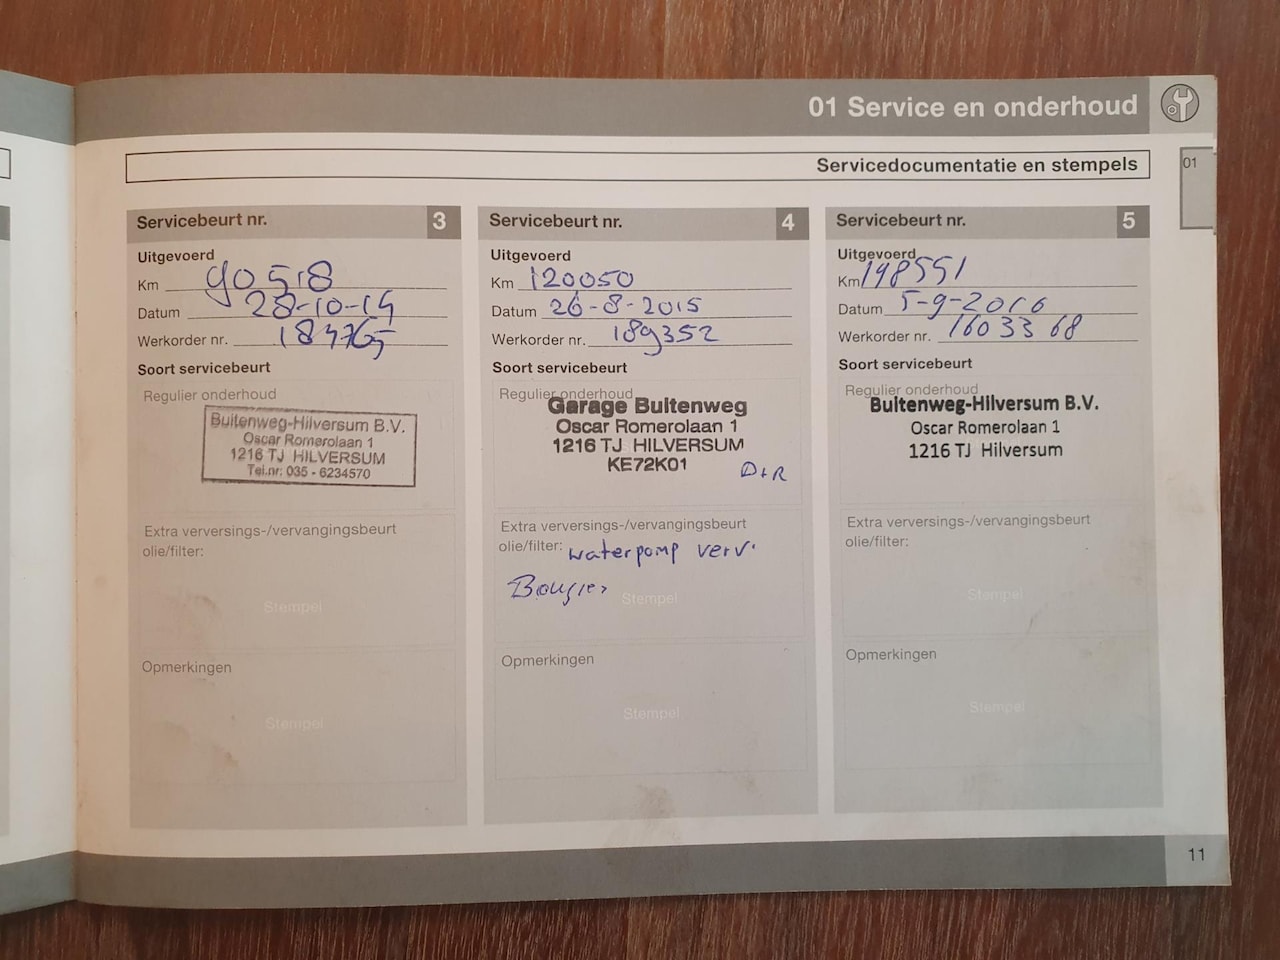 01 Service en onderhoud
Servicedocumentatie en stempels
01
Servicebeurt nr. 3
Uitgevoerd
Km 90518
Datum 28-10-14
Werkorder nr. 184765
Soort servicebeurt
Regulier onderhoud
Buitenweg-Hilversum B.V.
Oscar Romerolaan 1
1216 TJ HILVERSUM
Tel.nr: 035 - 6234570
Extra verversings-/vervangingsbeurt
olie/filter:
Stempel
Opmerkingen
Stempel
Servicebeurt nr. 4
Uitgevoerd
Km 120050
Datum 26-8-2015
Werkorder nr. 189352
Soort servicebeurt
Regulier onderhoud
Garage Buitenweg
Oscar Romerolaan 1
1216 TJ HILVERSUM
KE72K01
D+R
Extra verversings-/vervangingsbeurt
olie/filter: waterpomp verv.
Bougies
Stempel
Opmerkingen
Stempel
Servicebeurt nr. 5
Uitgevoerd
Km 148551
Datum 5-9-2016
Werkorder nr. 1603368
Soort servicebeurt
Regulier onderhoud
Buitenweg-Hilversum B.V.
Oscar Romerolaan 1
1216 TJ Hilversum
Extra verversings-/vervangingsbeurt
olie/filter:
Stempel
Opmerkingen
Stempel
11